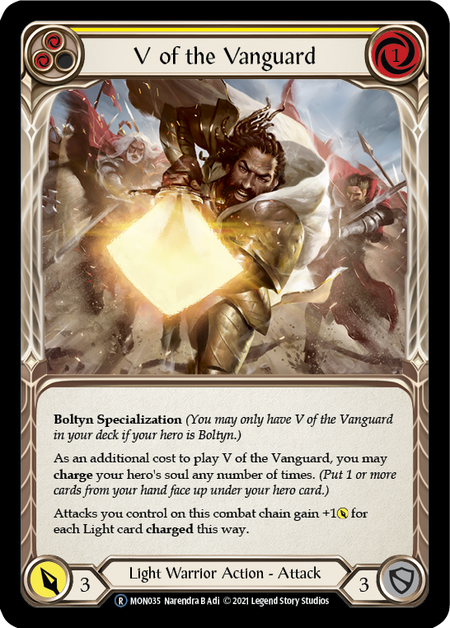 V of the Vanguard
1
Boltyn Specialization (You may only have V of the Vanguard
in your deck if your hero is Boltyn.)
As an additional cost to play V of the Vanguard, you may
charge your hero's soul any number of times. (Put 1 or more
cards from your hand face up under your hero card.)
Attacks you control on this combat chain gain +1 for
each Light card charged this way.
3
Light Warrior Action - Attack
3
R MON035 Narendra B Adi © 2021 Legend Story Studios